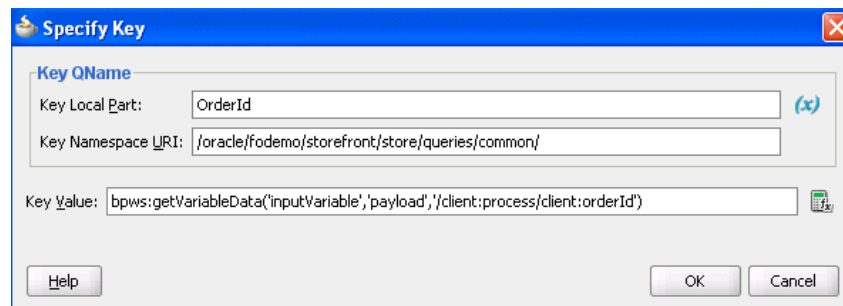 Specify Key
Key QName
Key Local Part: OrderId (x)
Key Namespace URI: /oracle/fodemo/storefront/store/queries/common/
Key Value: bpws:getVariableData('inputVariable','payload','/client:process/client:orderId')
Help OK Cancel